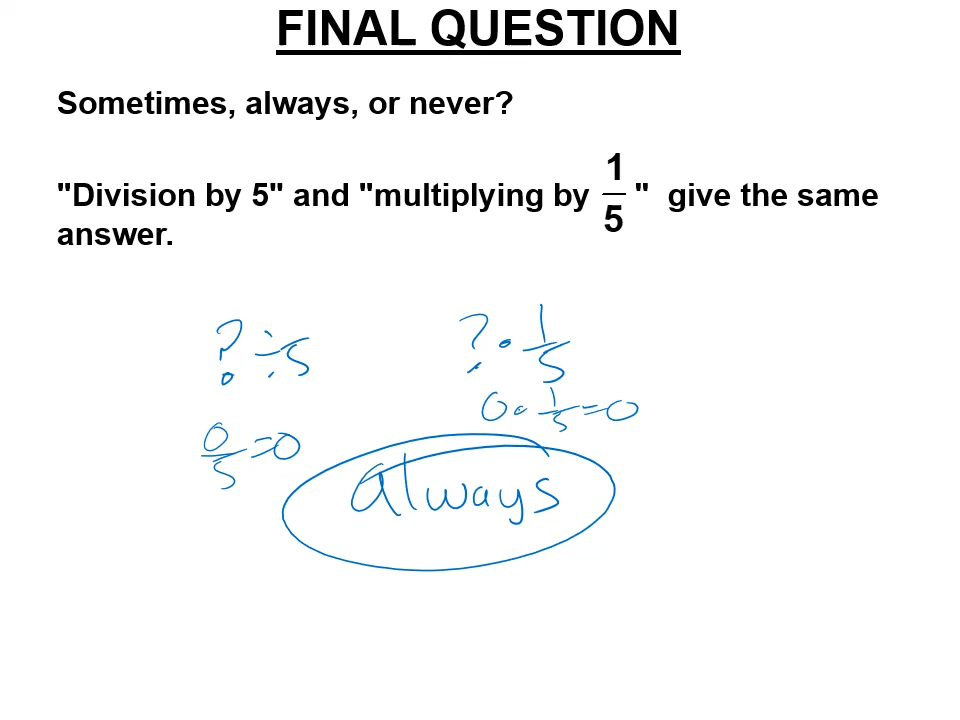 FINAL QUESTION
Sometimes, always, or never?
"Division by 5" and "multiplying by 1/5" give the same
answer.
? ÷ 5
? • 1/5
0 • 1/5 = 0
0/5 = 0
always